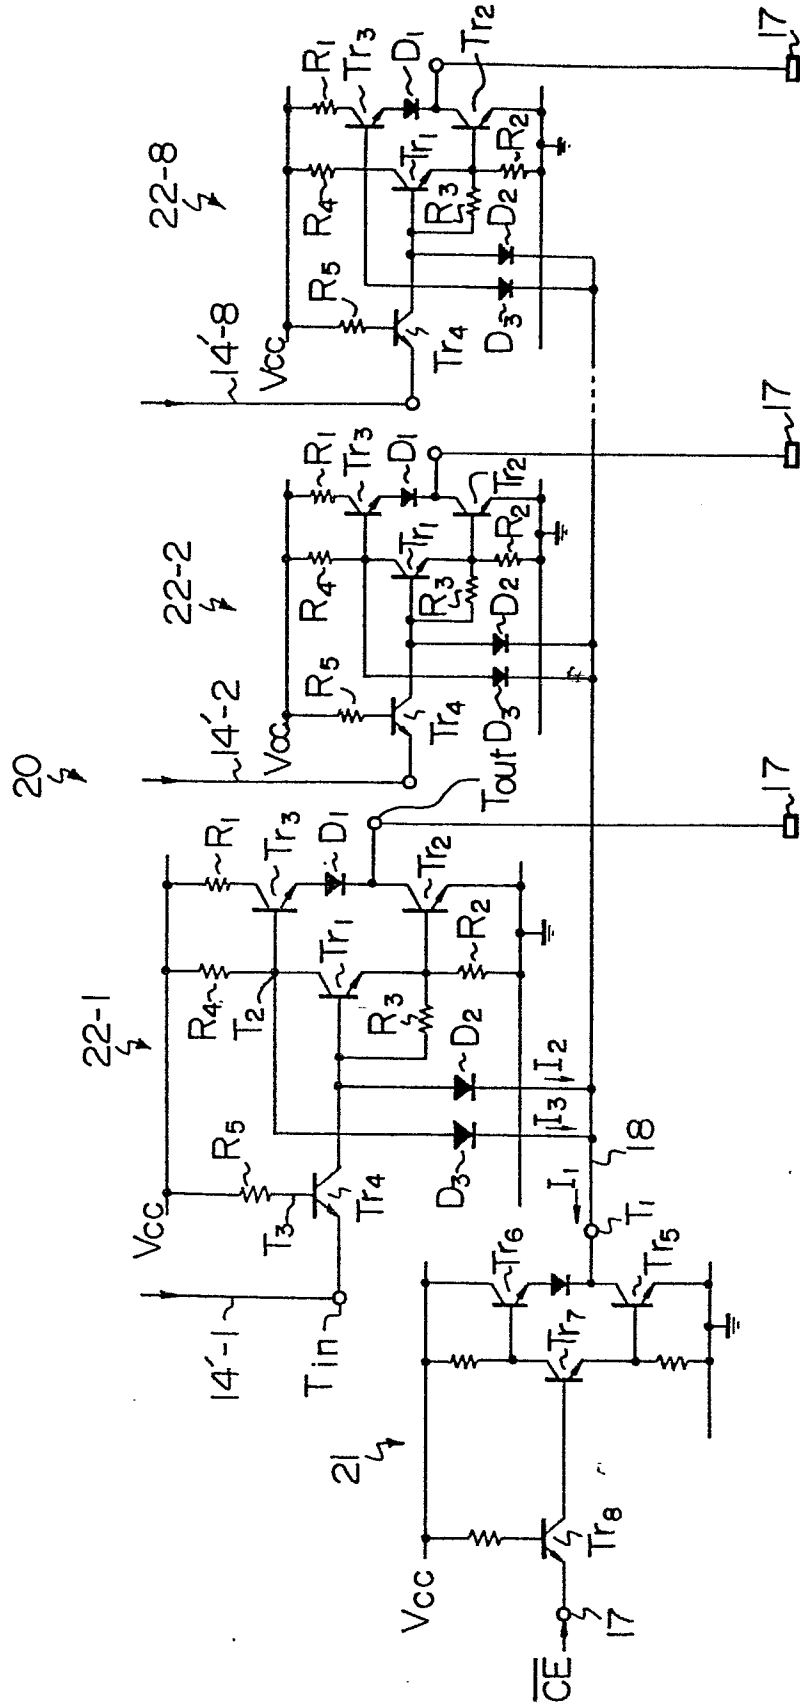 20
22-1
22-2
22-8
14'-1
Vcc
R5
R4
R1
T3
T2
Tr3
Tin
Tr4
Tr1
D1
R3
Tr2
Tout
D3
D2
R2
I3
I2
14'-2
Vcc
R5
R4
R1
Tr3
Tr4
Tr1
D1
R3
Tr2
D3
D2
R2
14'-8
Vcc
R5
R4
R1
Tr3
Tr4
Tr1
D1
R3
Tr2
D3
D2
R2
21
Vcc
CE
17
Tr8
Tr7
Tr6
Tr5
T1
I1
18
17
17
17